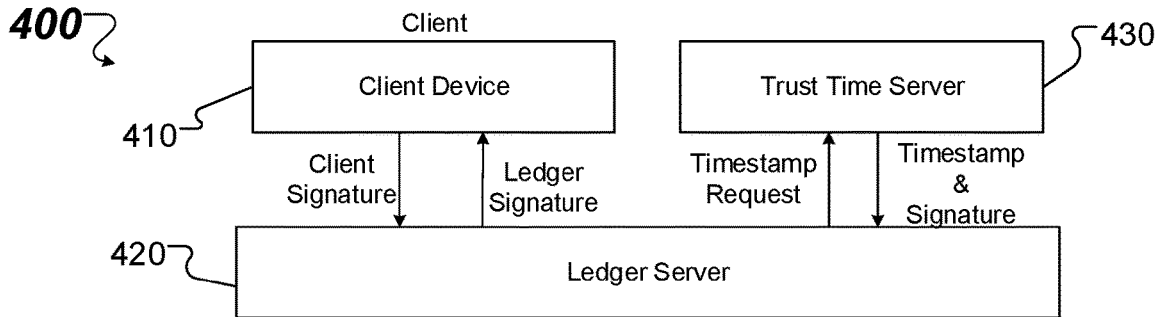 400
Client
430
Client Device
Trust Time Server
410
Client
Signature
Ledger
Signature
Timestamp
Request
Timestamp
&
Signature
420
Ledger Server